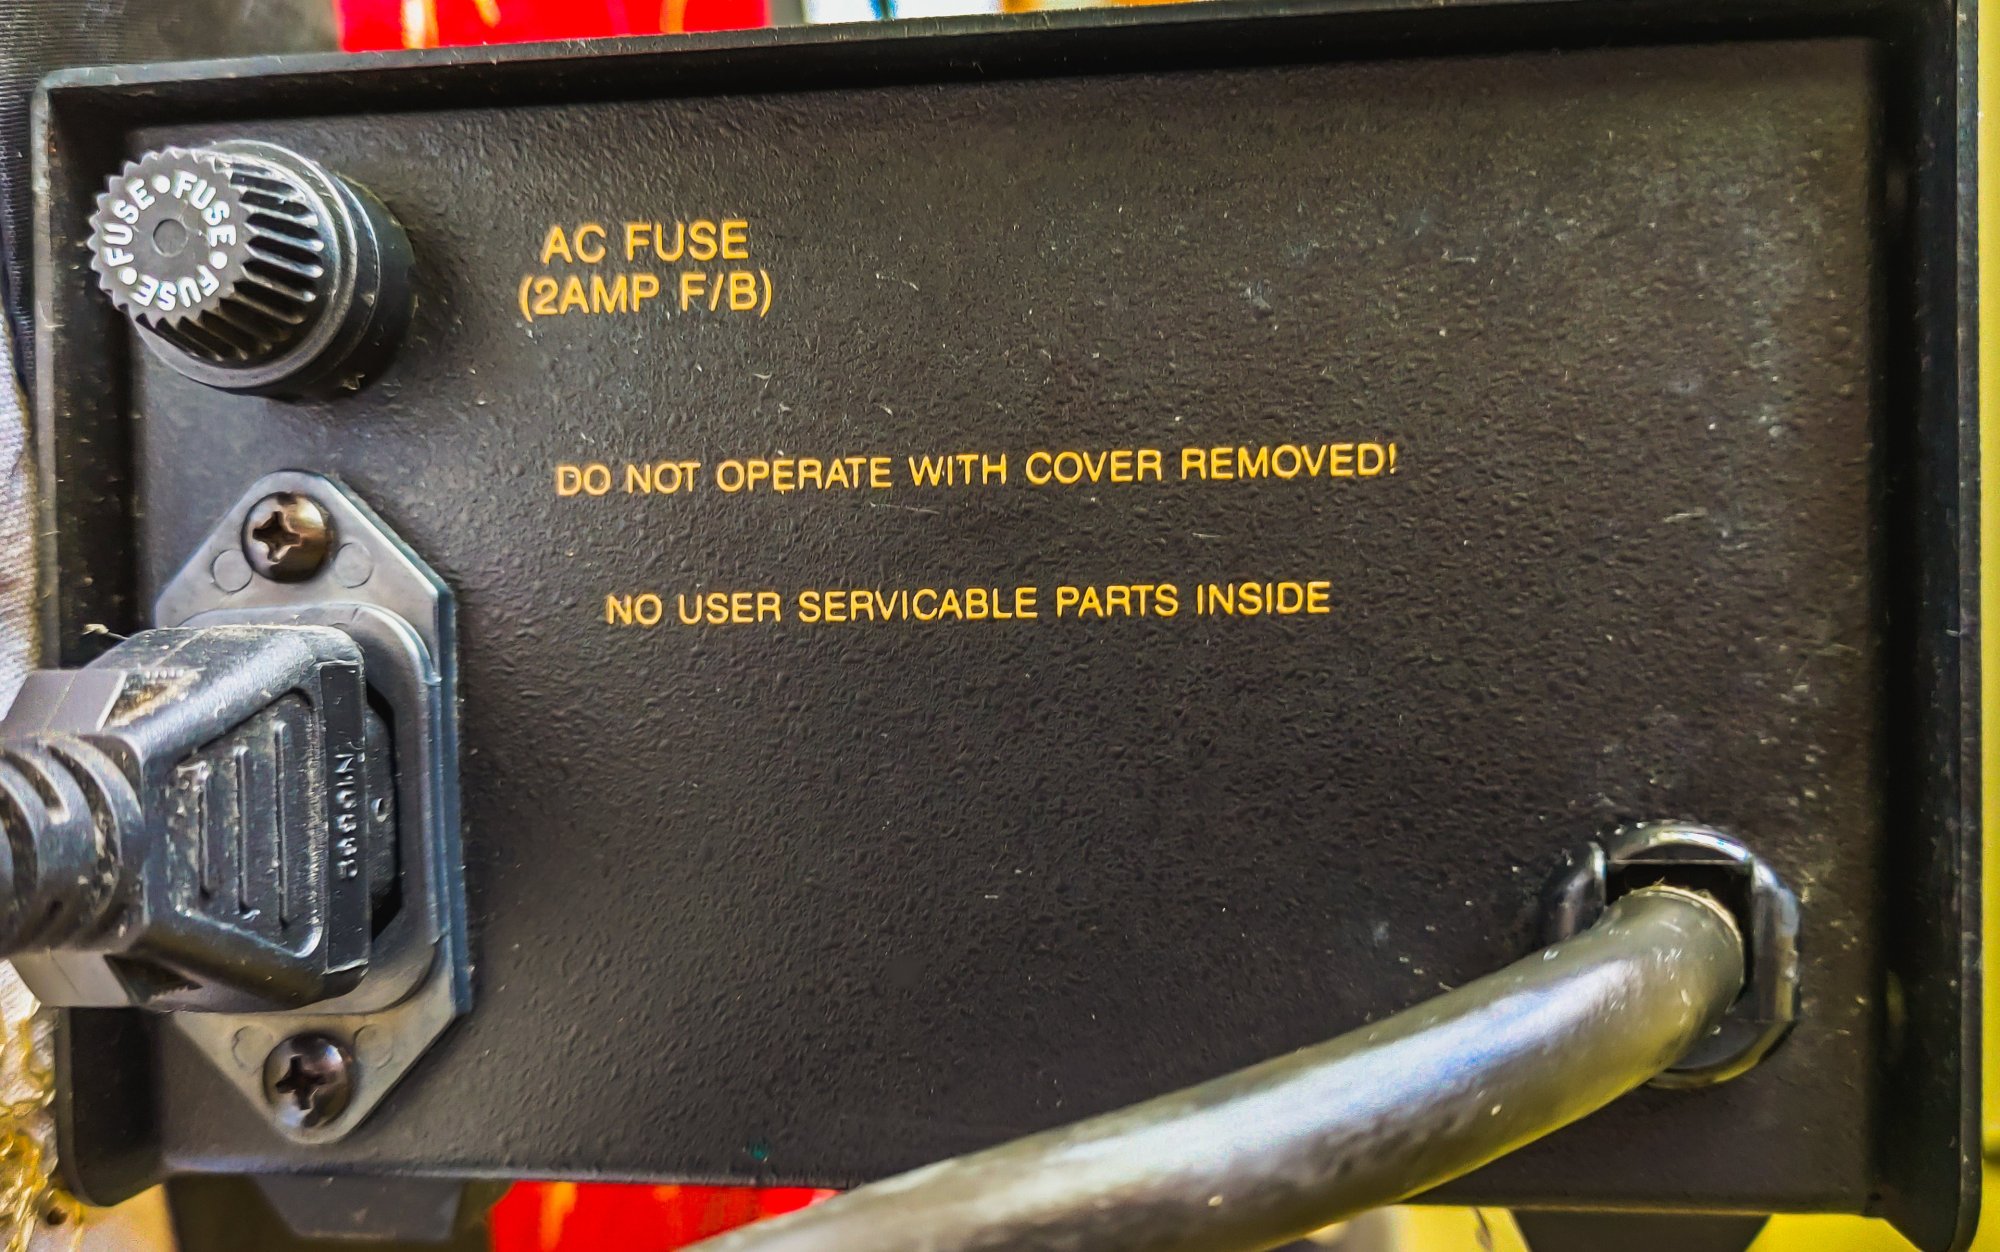 FUSE • FUSE • FUSE • FUSE •
AC FUSE
(2AMP F/B)
DO NOT OPERATE WITH COVER REMOVED!
NO USER SERVICABLE PARTS INSIDE